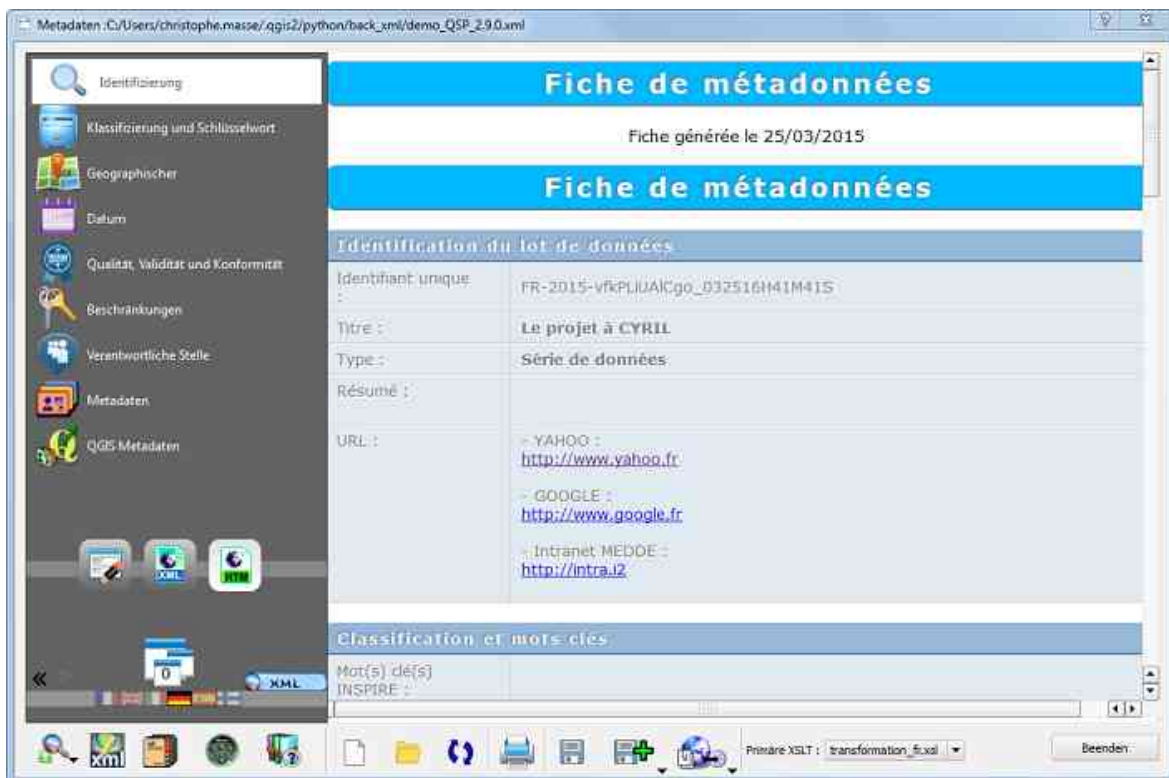 Metadaten :C:/Users/christophe.masse/.qgis2/python/back_xml/demo_QSP_2.9.0.xml
Identifizierung
Klassifizierung und Schlüsselwort
Geographischer
Datum
Qualität, Validität und Konformität
Beschränkungen
Verantwortliche Stelle
Metadaten
QGIS Metadaten
XML
HTM
0
XML
Fiche de métadonnées
Fiche générée le 25/03/2015
Fiche de métadonnées
Identification du lot de données
Identifiant unique :
Titre : Le projet à CYRIL
Type : Série de données
Résumé :
URL : - YAHOO :
http://www.yahoo.fr
- GOOGLE :
http://www.google.fr
- Intranet MEDDE :
http://intra.i2
Classification et mots clés
Mot(s) clé(s)
INSPIRE :
xml
Primäre XSLT : transformation_fr.xsl
Beenden